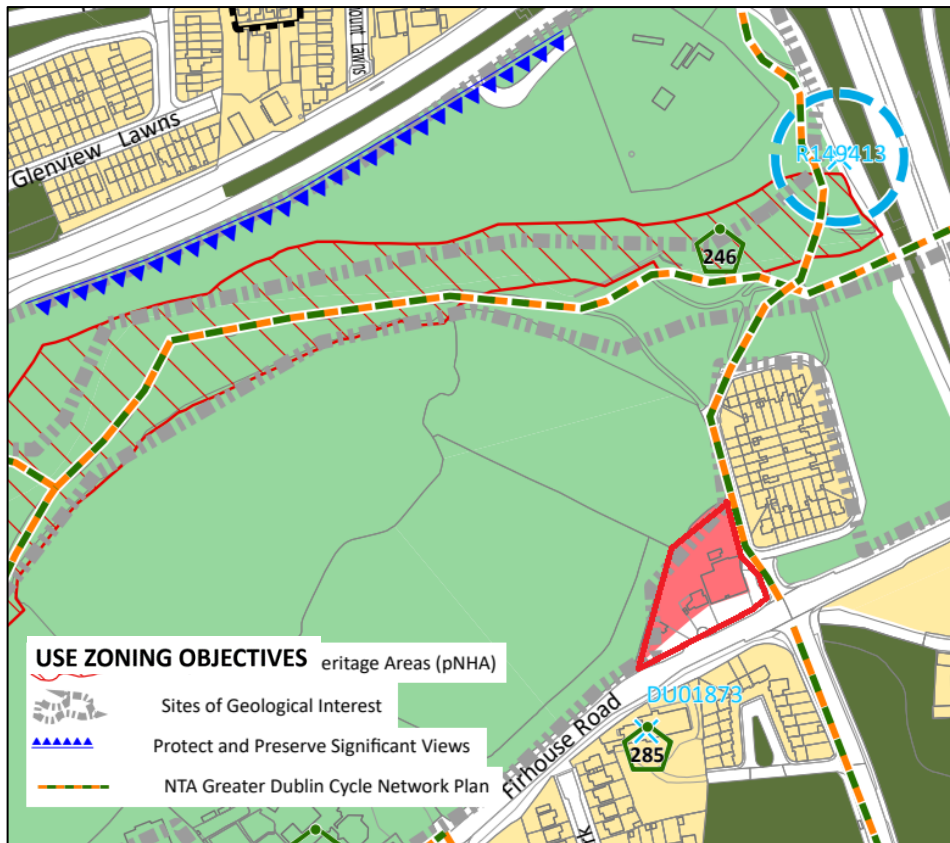 ount Lawns
Glenview Lawns
R149413
246
DU01873
285
Firhouse Road
rk
USE ZONING OBJECTIVES
eritage Areas (pNHA)
Sites of Geological Interest
Protect and Preserve Significant Views
NTA Greater Dublin Cycle Network Plan